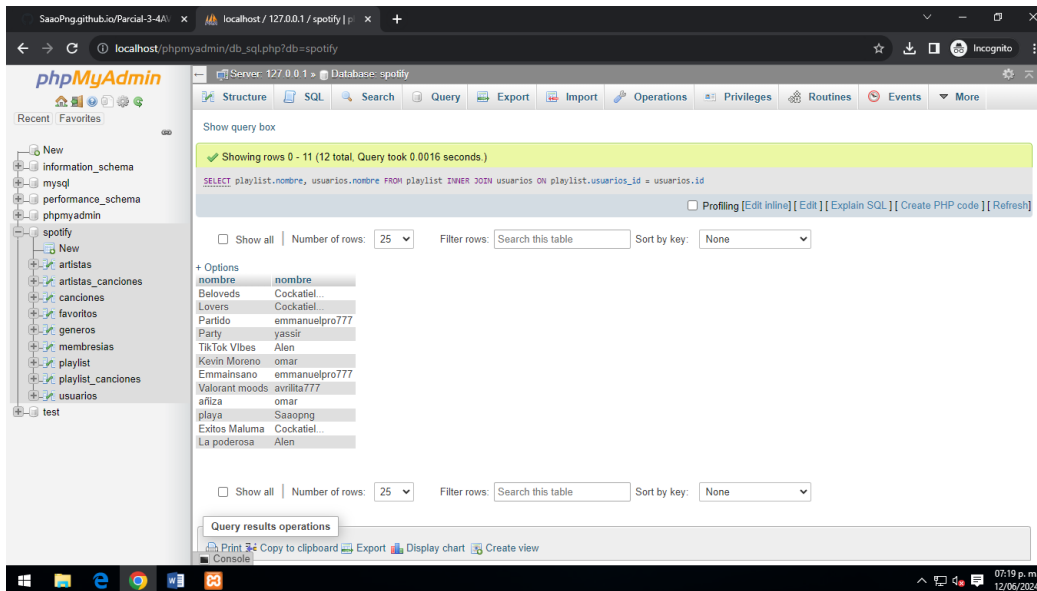 SaaoPng.github.io/Parcial-3-4AV
localhost / 127.0.0.1 / spotify | p
localhost/phpmyadmin/db_sql.php?db=spotify
Incognito
phpMyAdmin
Recent Favorites
New
information_schema
mysql
performance_schema
phpmyadmin
spotify
New
artistas
artistas_canciones
canciones
favoritos
generos
membresias
playlist
playlist_canciones
usuarios
test
Server: 127.0.0.1 » Database: spotify
Structure SQL Search Query Export Import Operations Privileges Routines Events More
Show query box
Showing rows 0 - 11 (12 total, Query took 0.0016 seconds.)
SELECT playlist.nombre, usuarios.nombre FROM playlist INNER JOIN usuarios ON playlist.usuarios_id = usuarios.id
Profiling [Edit inline] [ Edit ] [ Explain SQL ] [ Create PHP code ] [ Refresh]
Show all Number of rows: 25 Filter rows: Search this table Sort by key: None
+ Options
nombre nombre
Beloveds Cockatiel...
Lovers Cockatiel...
Partido emmanuelpro777
Party yassir
TikTok VIbes Alen
Kevin Moreno omar
Emmainsano emmanuelpro777
Valorant moods avrilita777
añiza omar
playa Saaopng
Exitos Maluma Cockatiel...
La poderosa Alen
Show all Number of rows: 25 Filter rows: Search this table Sort by key: None
Query results operations
Print Copy to clipboard Export Display chart Create view
Console
07:19 p. m.
12/06/2024